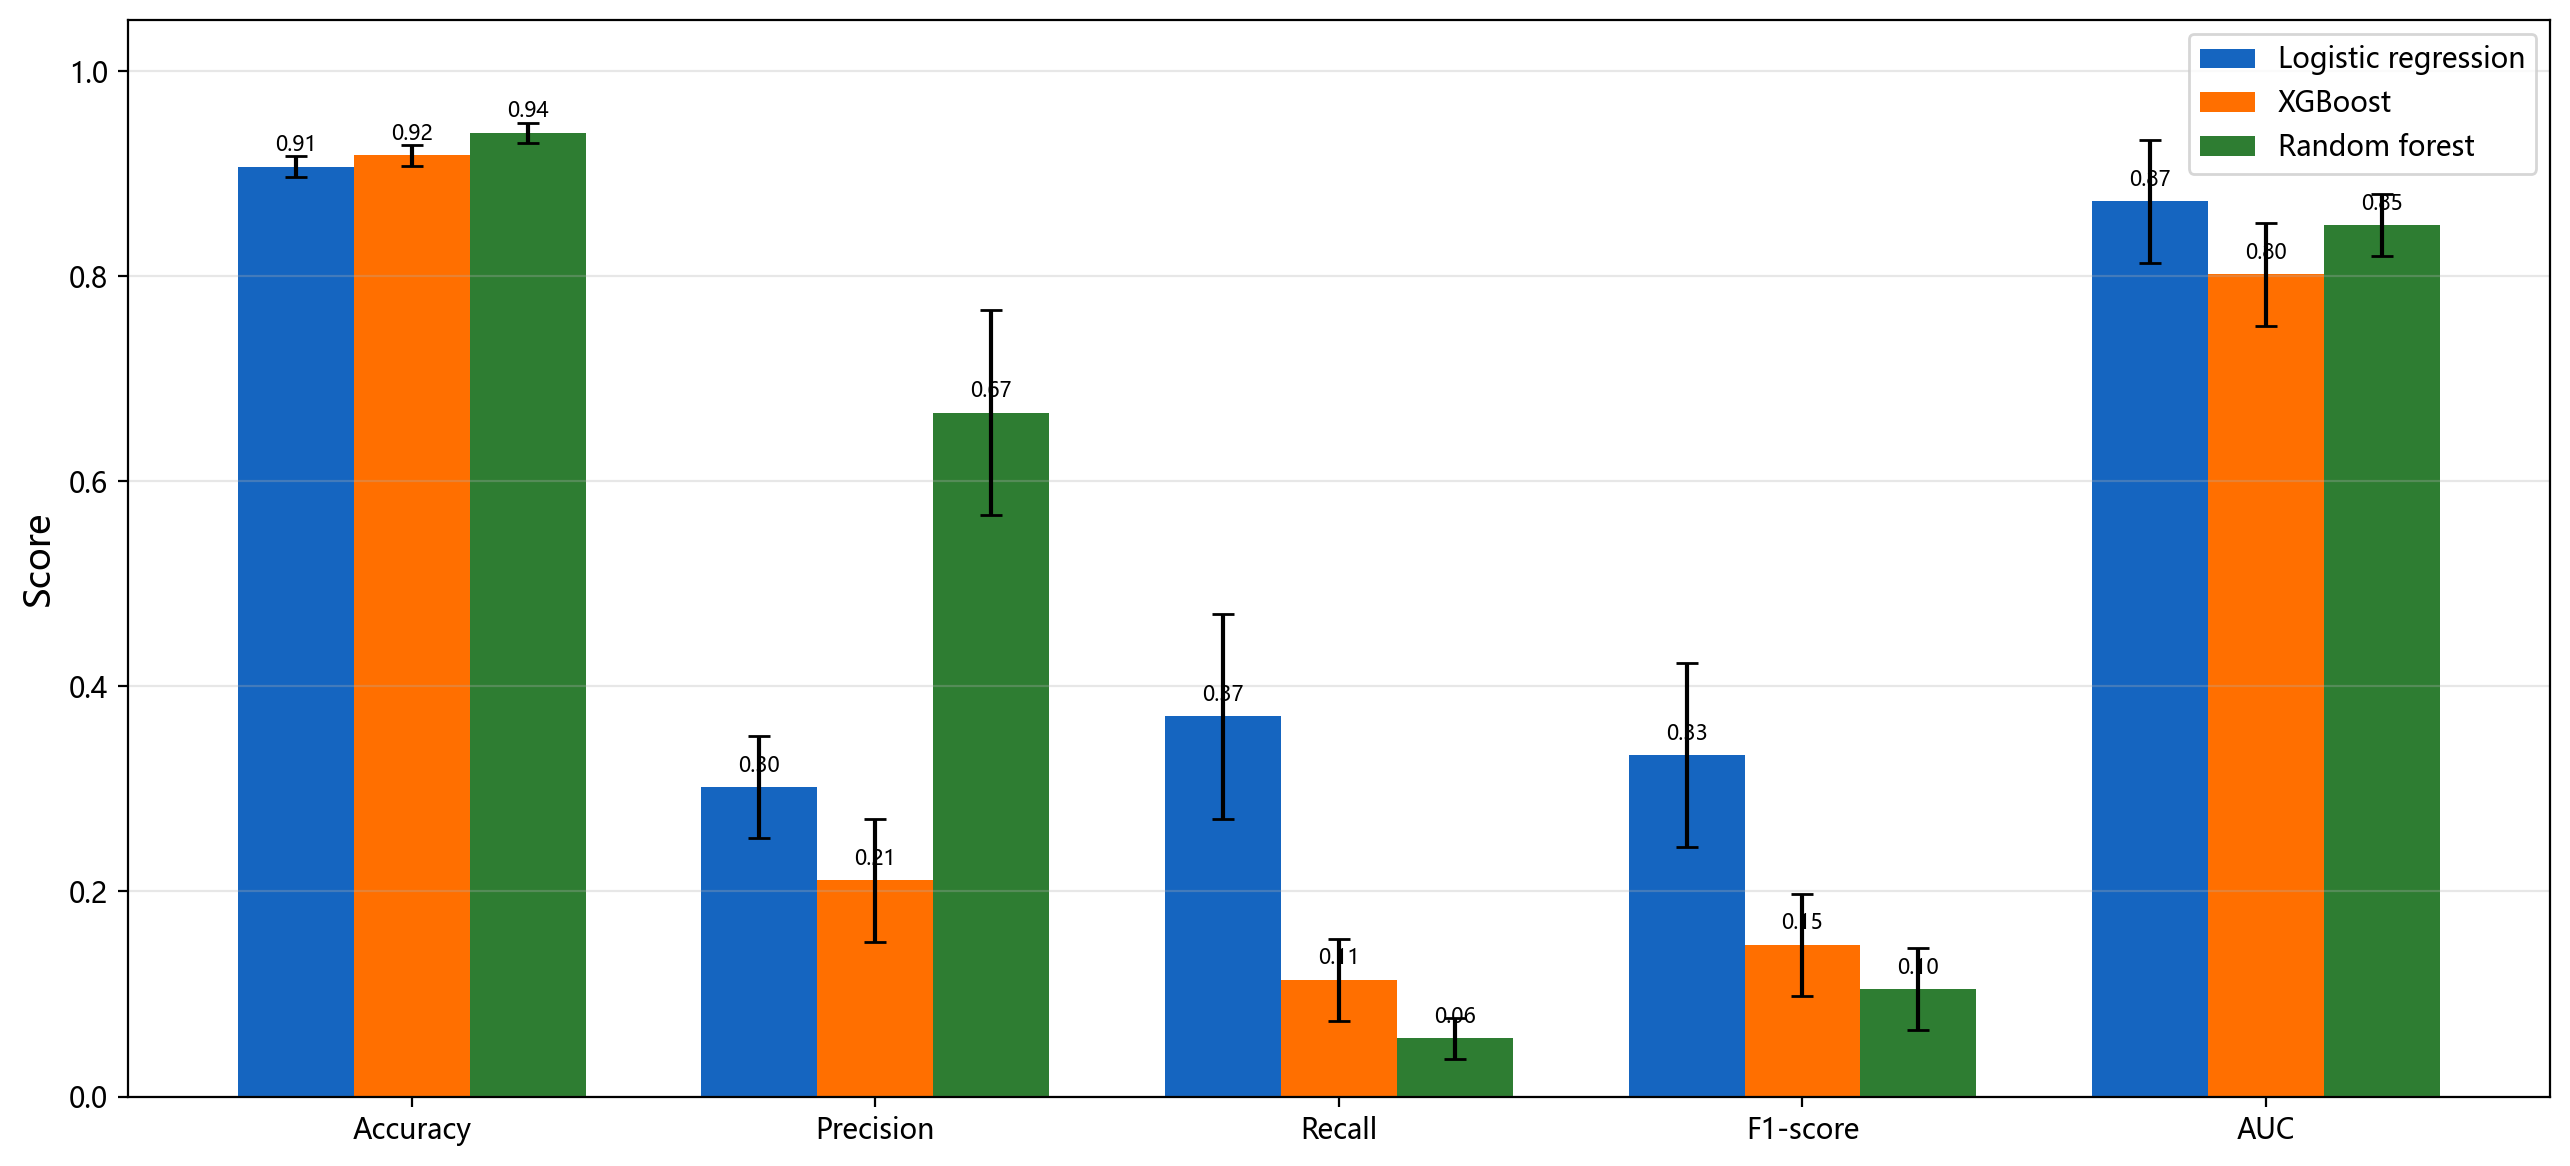 Logistic regression
XGBoost
Random forest
Score
1.0
0.8
0.6
0.4
0.2
0.0
0.91
0.92
0.94
0.30
0.21
0.67
0.37
0.11
0.06
0.33
0.15
0.10
0.87
0.80
0.85
Accuracy
Precision
Recall
F1-score
AUC